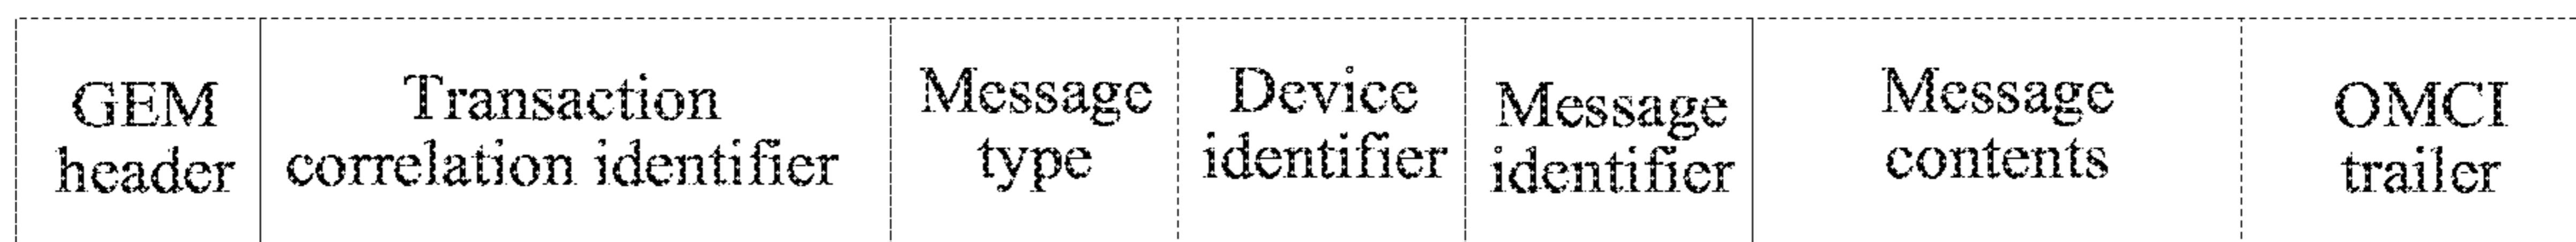 GEM
header
Transaction
correlation identifier
Message
type
Device
identifier
Message
identifier
Message
contents
OMCI
trailer